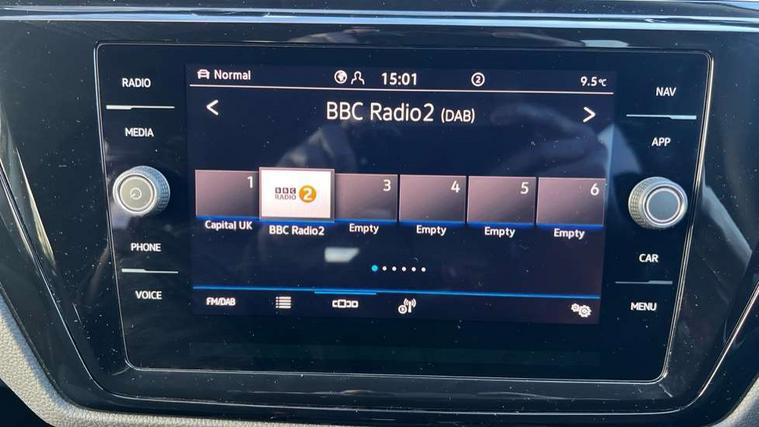 RADIO
MEDIA
PHONE
VOICE
Normal
15:01
2
9.5°C
BBC Radio2 (DAB)
1
Capital UK
BBC RADIO 2
BBC Radio2
3
Empty
4
Empty
5
Empty
6
Empty
FM/DAB
NAV
APP
CAR
MENU